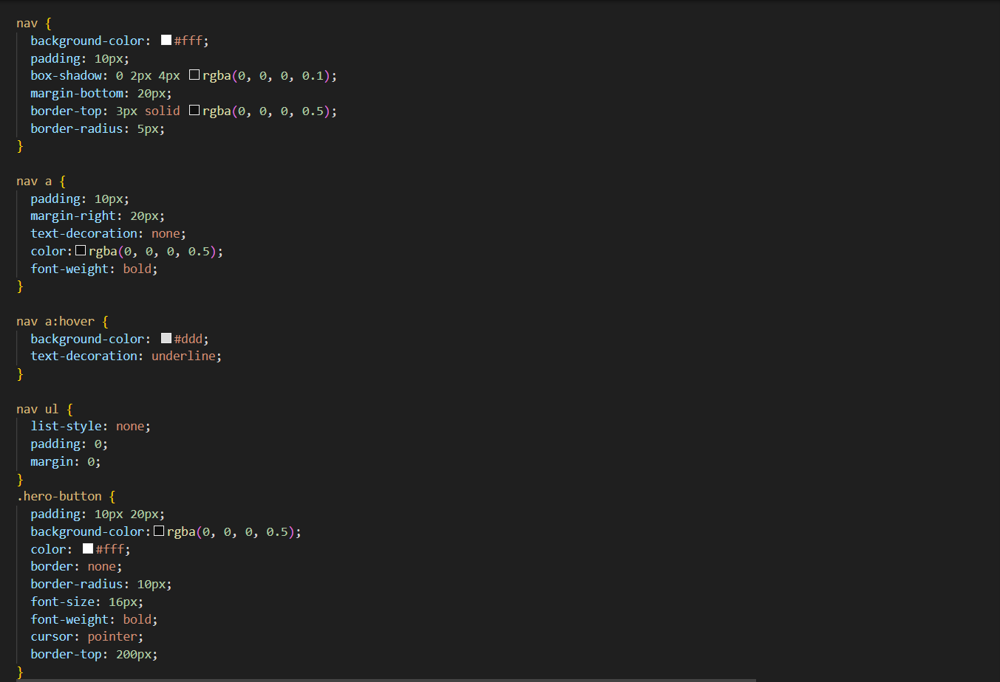 nav {
  background-color: #fff;
  padding: 10px;
  box-shadow: 0 2px 4px rgba(0, 0, 0, 0.1);
  margin-bottom: 20px;
  border-top: 3px solid rgba(0, 0, 0, 0.5);
  border-radius: 5px;
}

nav a {
  padding: 10px;
  margin-right: 20px;
  text-decoration: none;
  color:rgba(0, 0, 0, 0.5);
  font-weight: bold;
}

nav a:hover {
  background-color: #ddd;
  text-decoration: underline;
}

nav ul {
  list-style: none;
  padding: 0;
  margin: 0;
}
.hero-button {
  padding: 10px 20px;
  background-color:rgba(0, 0, 0, 0.5);
  color: #fff;
  border: none;
  border-radius: 10px;
  font-size: 16px;
  font-weight: bold;
  cursor: pointer;
  border-top: 200px;
}